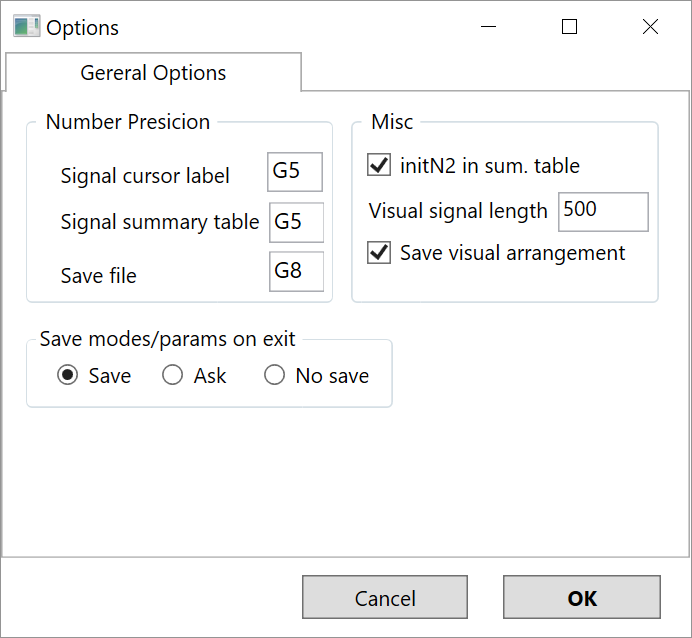 Options
Gereral Options
Number Presicion
Signal cursor label G5
Signal summary table G5
Save file G8
Misc
initN2 in sum. table
Visual signal length 500
Save visual arrangement
Save modes/params on exit
Save Ask No save
Cancel OK